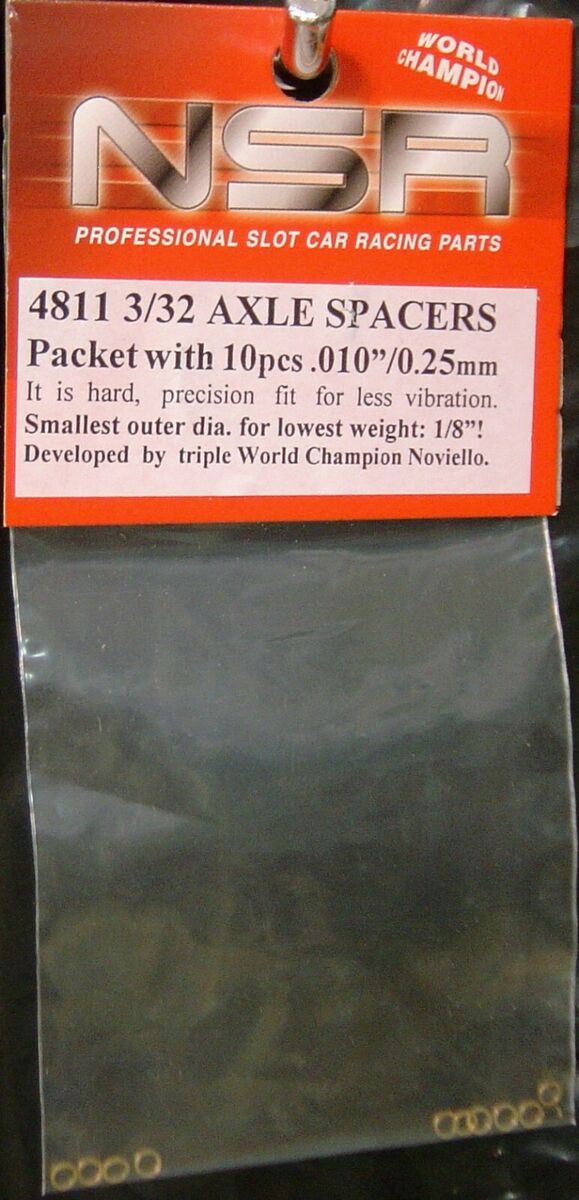 WORLD
CHAMPION
NSR
PROFESSIONAL SLOT CAR RACING PARTS
4811 3/32 AXLE SPACERS
Packet with 10pcs .010”/0.25mm
It is hard, precision fit for less vibration.
Smallest outer dia. for lowest weight: 1/8”!
Developed by triple World Champion Noviello.